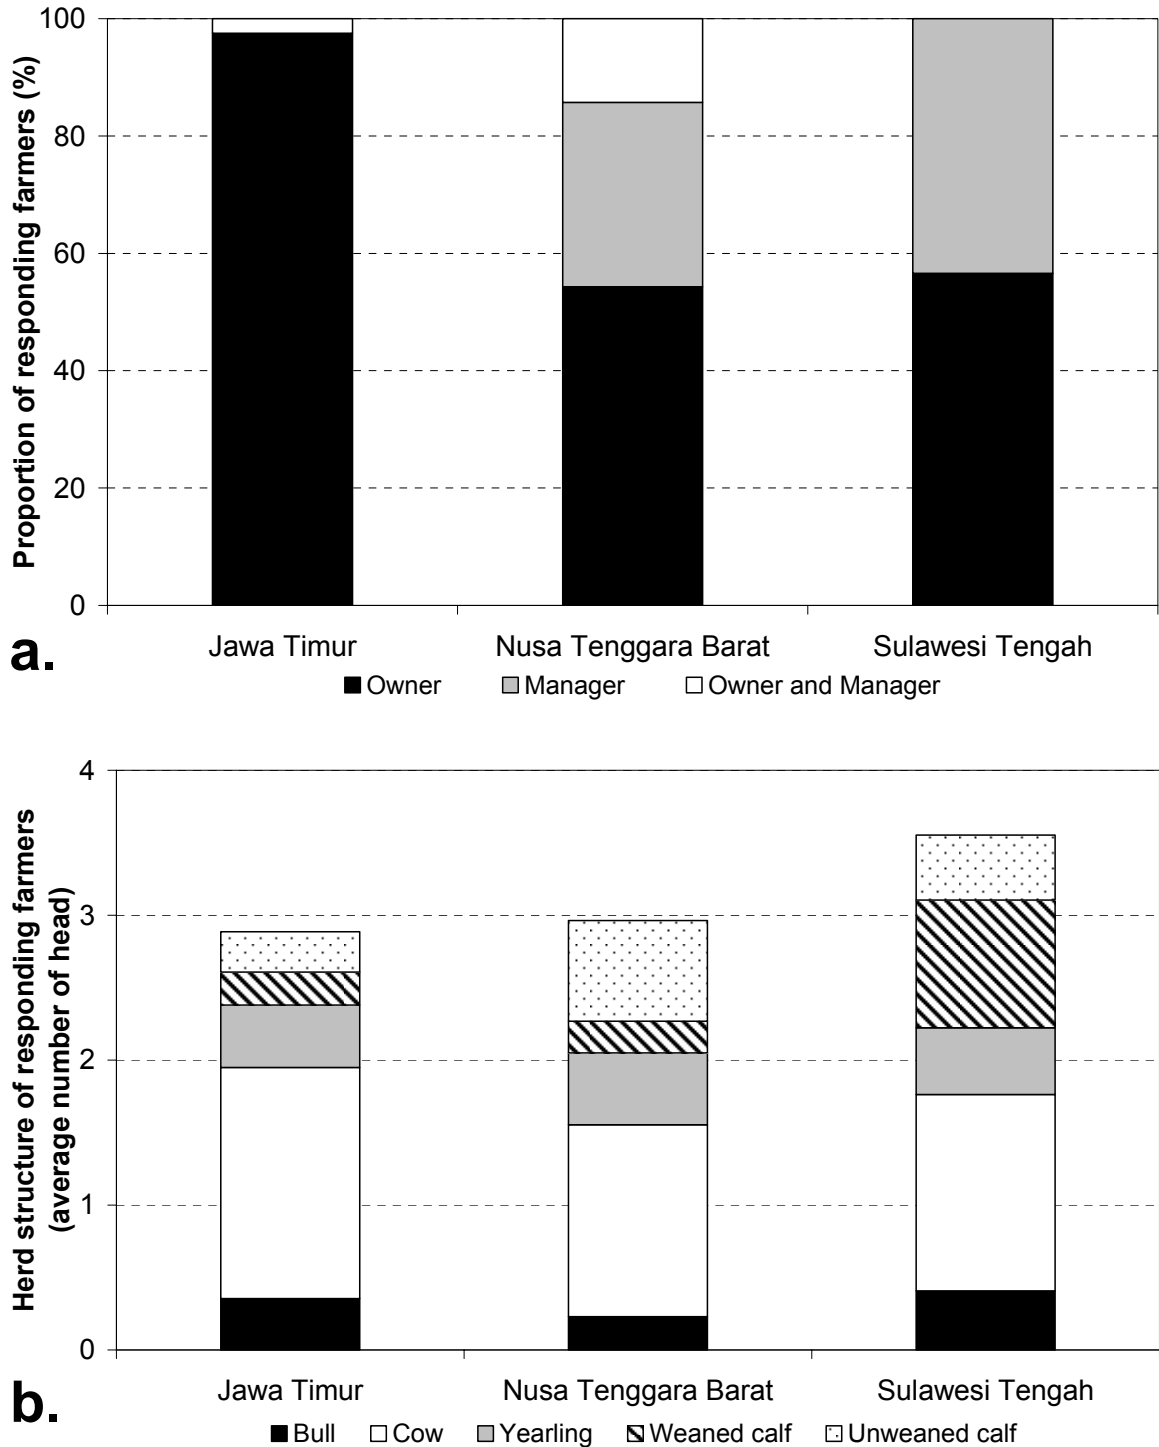 Proportion of responding farmers (%)
100
80
60
40
20
0
Jawa Timur Nusa Tenggara Barat Sulawesi Tengah
a.
Owner Manager Owner and Manager
Herd structure of responding farmers
(average number of head)
4
3
2
1
0
Jawa Timur Nusa Tenggara Barat Sulawesi Tengah
b.
Bull Cow Yearling Weaned calf Unweaned calf